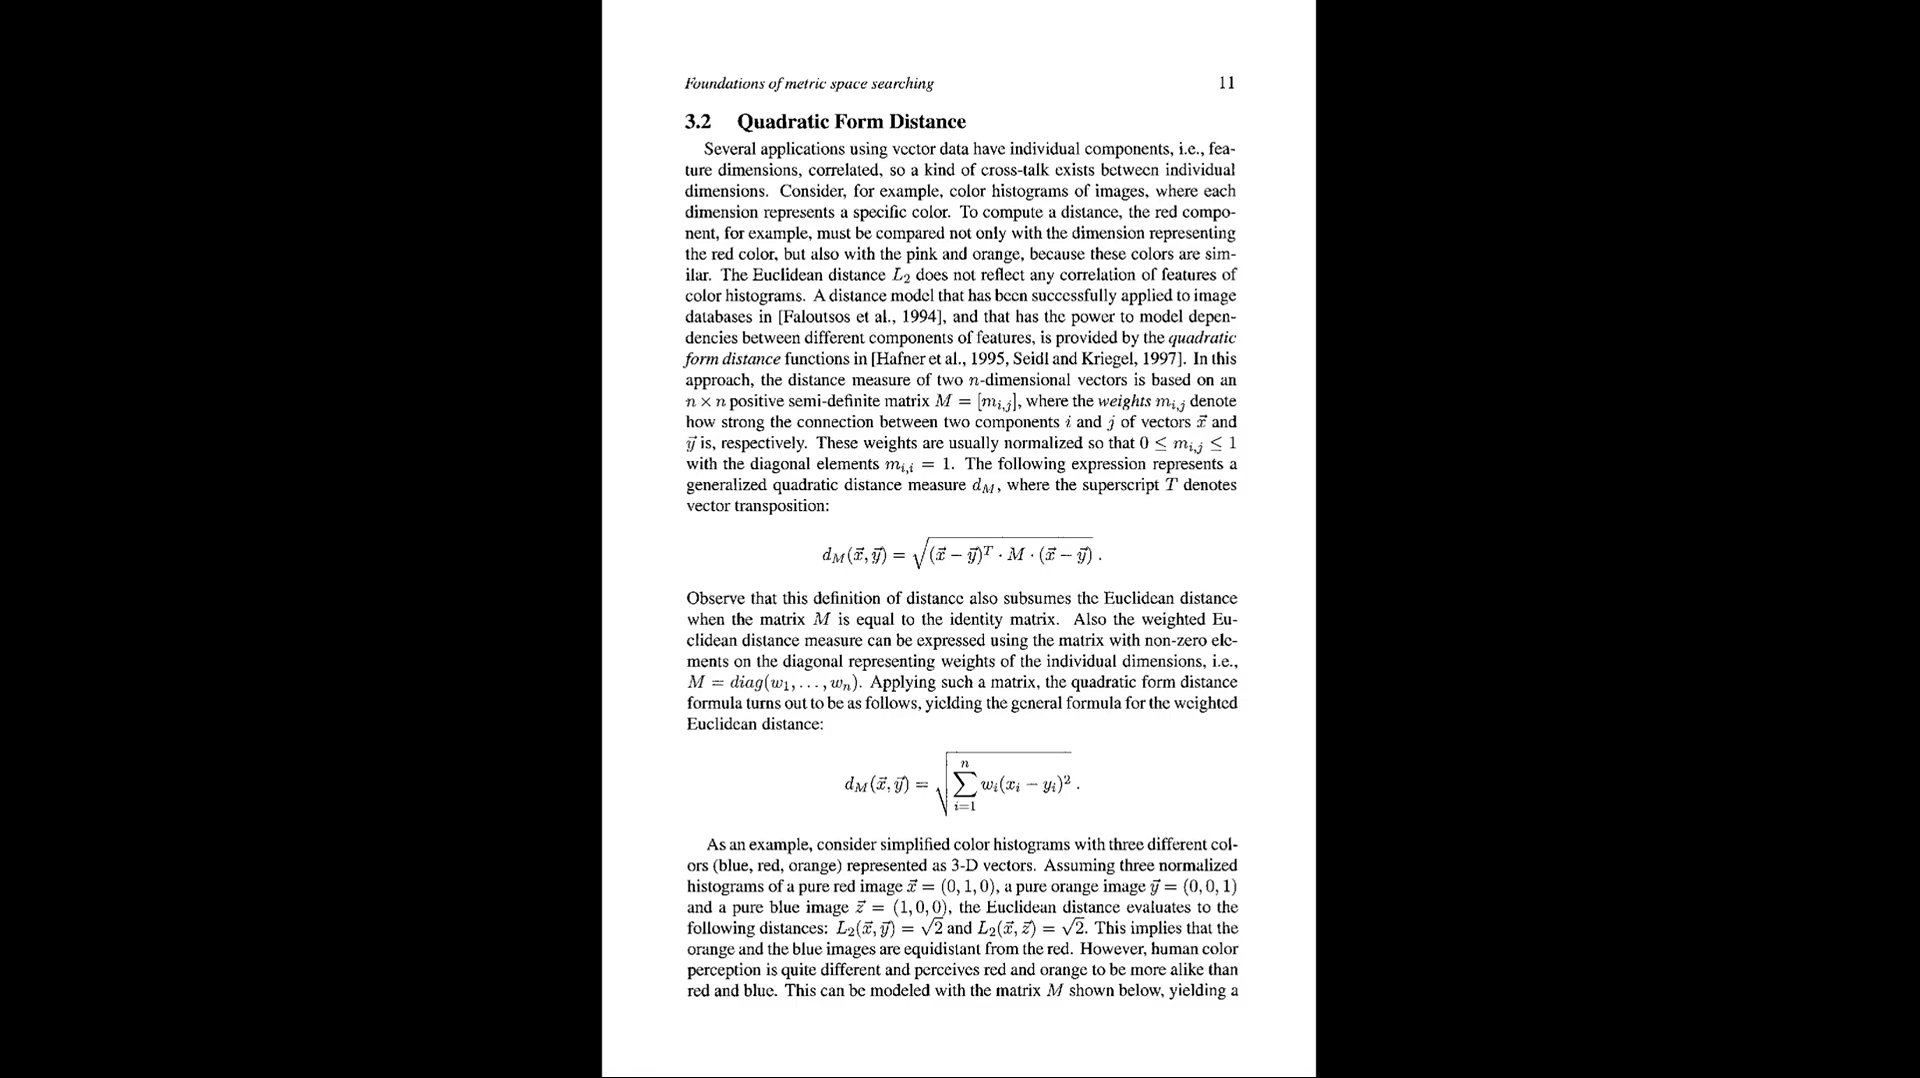 Foundations of metric space searching 11
3.2 Quadratic Form Distance
Several applications using vector data have individual components, i.e., fea-
ture dimensions, correlated, so a kind of cross-talk exists between individual
dimensions. Consider, for example, color histograms of images, where each
dimension represents a specific color. To compute a distance, the red compo-
nent, for example, must be compared not only with the dimension representing
the red color, but also with the pink and orange, because these colors are sim-
ilar. The Euclidean distance L₂ does not reflect any correlation of features of
color histograms. A distance model that has been successfully applied to image
databases in [Faloutsos et al., 1994], and that has the power to model depen-
dencies between different components of features, is provided by the quadratic
form distance functions in [Hafner et al., 1995, Seidl and Kriegel, 1997]. In this
approach, the distance measure of two n-dimensional vectors is based on an
n × n positive semi-definite matrix M = [m_{i,j}], where the weights m_{i,j} denote
how strong the connection between two components i and j of vectors x⃗ and
y⃗ is, respectively. These weights are usually normalized so that 0 ≤ m_{i,j} ≤ 1
with the diagonal elements m_{i,i} = 1. The following expression represents a
generalized quadratic distance measure d_M, where the superscript T denotes
vector transposition:
d_M(x⃗, y⃗) = √((x⃗ − y⃗)^T · M · (x⃗ − y⃗)) .
Observe that this definition of distance also subsumes the Euclidean distance
when the matrix M is equal to the identity matrix. Also the weighted Eu-
clidean distance measure can be expressed using the matrix with non-zero ele-
ments on the diagonal representing weights of the individual dimensions, i.e.,
M = diag(w₁, . . . , w_n). Applying such a matrix, the quadratic form distance
formula turns out to be as follows, yielding the general formula for the weighted
Euclidean distance:
d_M(x⃗, y⃗) = √(∑_{i=1}^{n} w_i(x_i − y_i)²) .
As an example, consider simplified color histograms with three different col-
ors (blue, red, orange) represented as 3-D vectors. Assuming three normalized
histograms of a pure red image x⃗ = (0, 1, 0), a pure orange image y⃗ = (0, 0, 1)
and a pure blue image z⃗ = (1, 0, 0), the Euclidean distance evaluates to the
following distances: L₂(x⃗, y⃗) = √2 and L₂(x⃗, z⃗) = √2. This implies that the
orange and the blue images are equidistant from the red. However, human color
perception is quite different and perceives red and orange to be more alike than
red and blue. This can be modeled with the matrix M shown below, yielding a